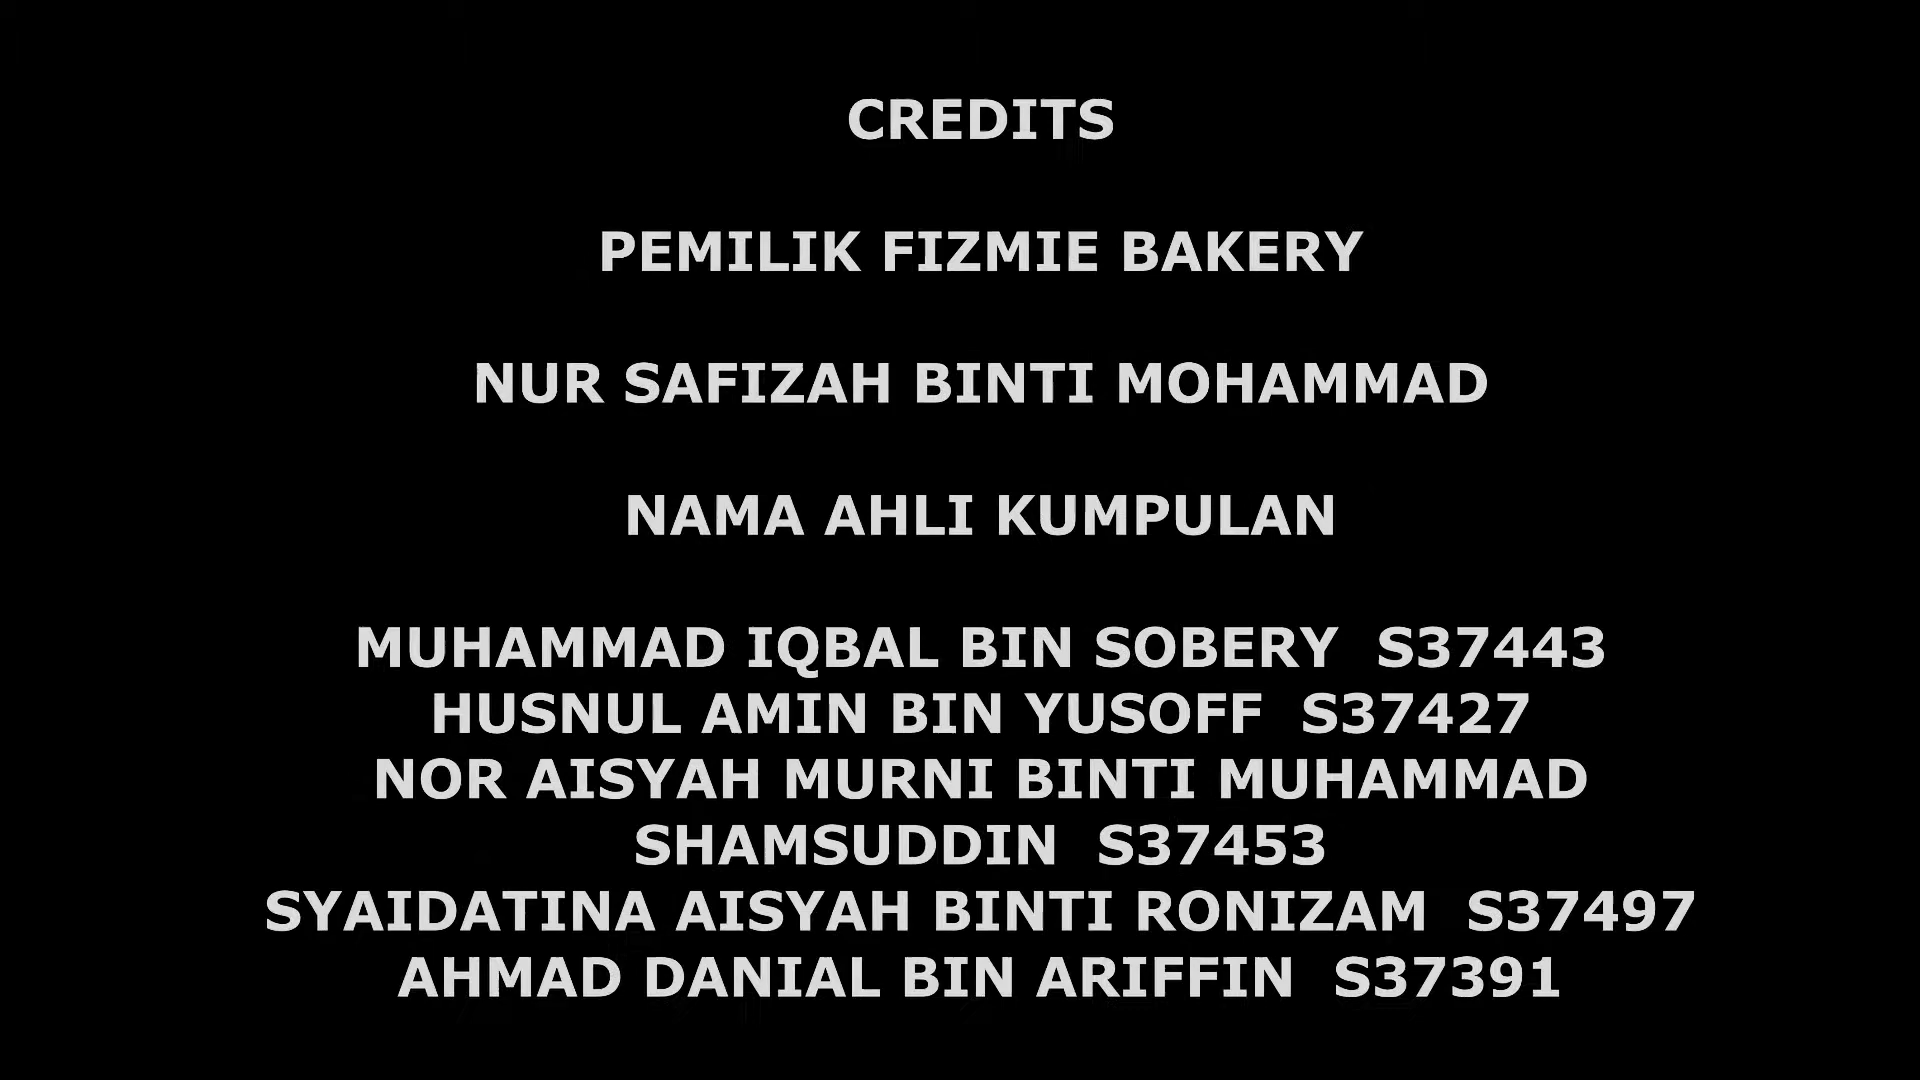 CREDITS
PEMILIK FIZMIE BAKERY
NUR SAFIZAH BINTI MOHAMMAD
NAMA AHLI KUMPULAN
MUHAMMAD IQBAL BIN SOBERY  S37443
HUSNUL AMIN BIN YUSOFF  S37427
NOR AISYAH MURNI BINTI MUHAMMAD
SHAMSUDDIN  S37453
SYAIDATINA AISYAH BINTI RONIZAM  S37497
AHMAD DANIAL BIN ARIFFIN  S37391